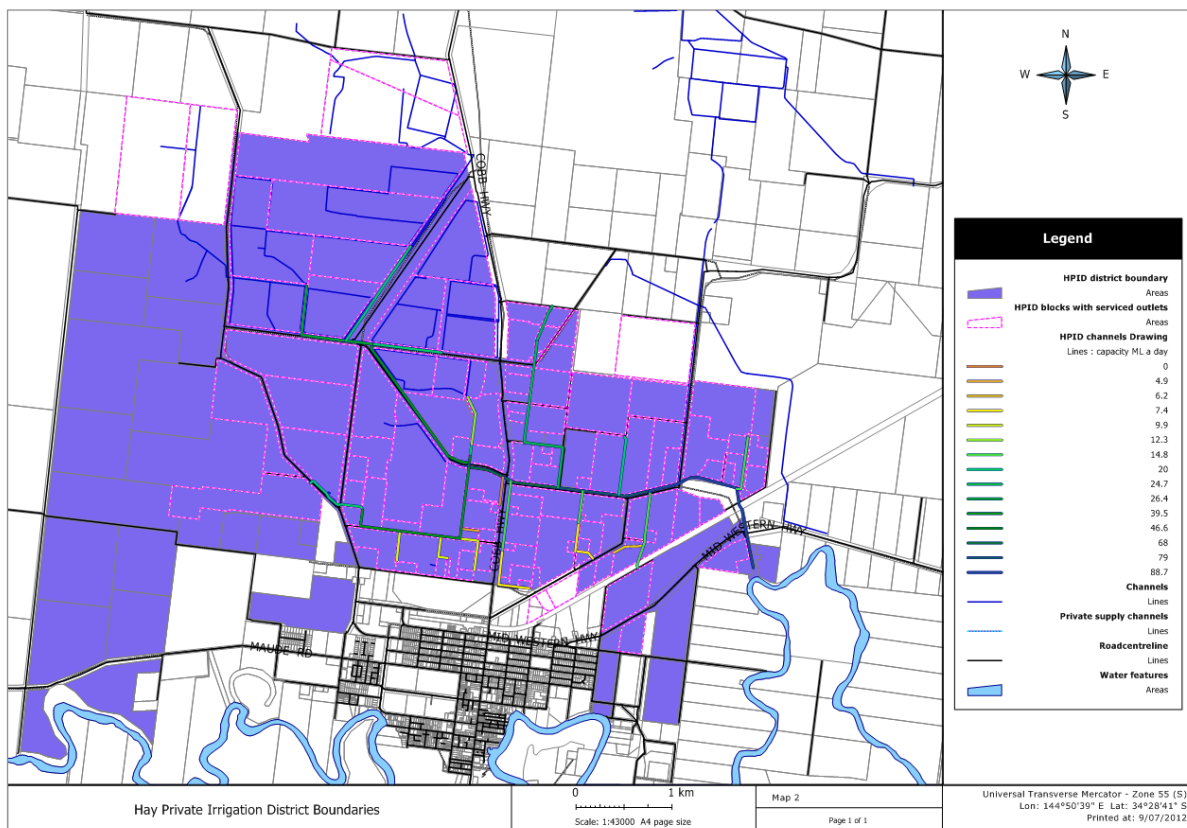 COBB HWY
COBB HWY
MID WESTERN HWY
MID WESTERN HWY
MAUDE RD
N
W E
S
Legend
HPID district boundary
Areas
HPID blocks with serviced outlets
Areas
HPID channels Drawing
Lines : capacity ML a day
0
4.9
6.2
7.4
9.9
12.3
14.8
20
24.7
26.4
39.5
46.6
68
79
88.7
Channels
Lines
Private supply channels
Lines
Roadcentreline
Lines
Water features
Areas
Hay Private Irrigation District Boundaries
0 1 km
Scale: 1:43000 A4 page size
Map 2
Page 1 of 1
Universal Transverse Mercator - Zone 55 (S)
Lon: 144°50'39" E Lat: 34°28'41" S
Printed at: 9/07/2012